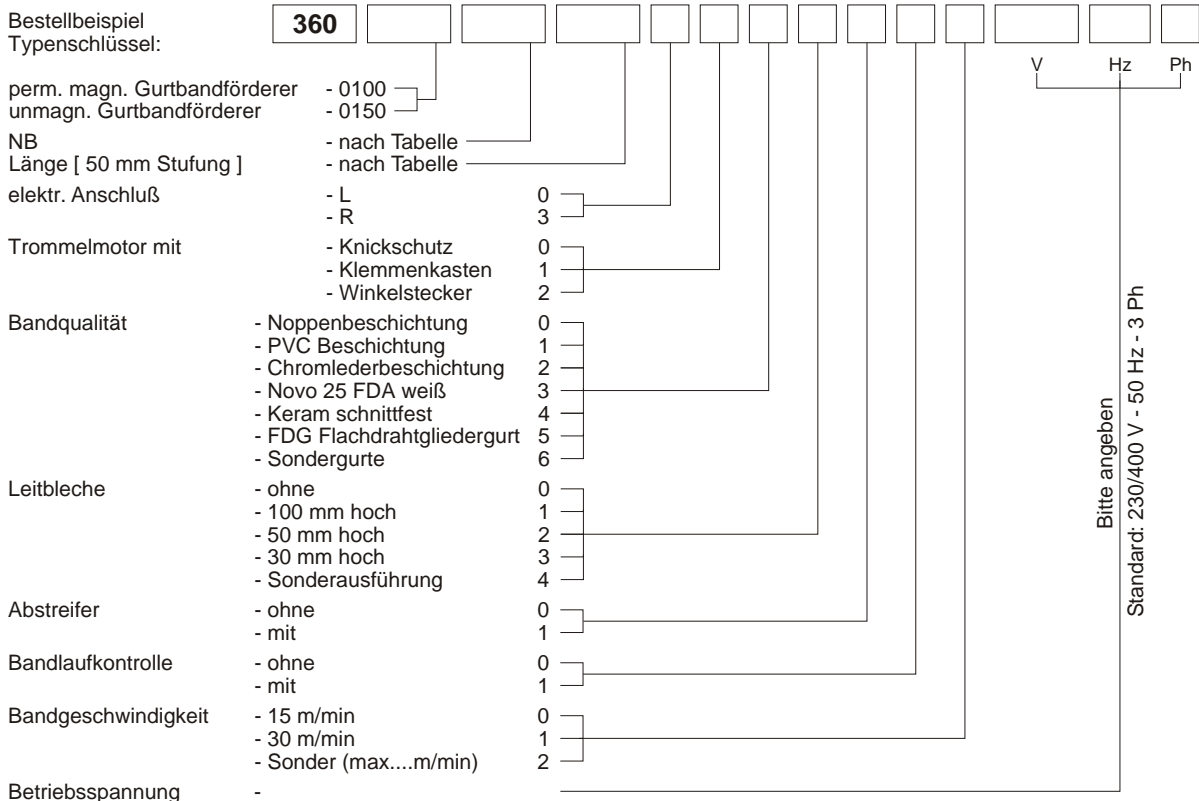 Bestellbeispiel
Typenschlüssel:
360
V Hz Ph
perm. magn. Gurtbandförderer - 0100
unmagn. Gurtbandförderer - 0150
NB - nach Tabelle
Länge [ 50 mm Stufung ] - nach Tabelle
elektr. Anschluß - L 0
- R 3
Trommelmotor mit - Knickschutz 0
- Klemmenkasten 1
- Winkelstecker 2
Bandqualität - Noppenbeschichtung 0
- PVC Beschichtung 1
- Chromlederbeschichtung 2
- Novo 25 FDA weiß 3
- Keram schnittfest 4
- FDG Flachdrahtgliedergurt 5
- Sondergurte 6
Leitbleche - ohne 0
- 100 mm hoch 1
- 50 mm hoch 2
- 30 mm hoch 3
- Sonderausführung 4
Abstreifer - ohne 0
- mit 1
Bandlaufkontrolle - ohne 0
- mit 1
Bandgeschwindigkeit - 15 m/min 0
- 30 m/min 1
- Sonder (max....m/min) 2
Betriebsspannung -
Bitte angeben
Standard: 230/400 V - 50 Hz - 3 Ph